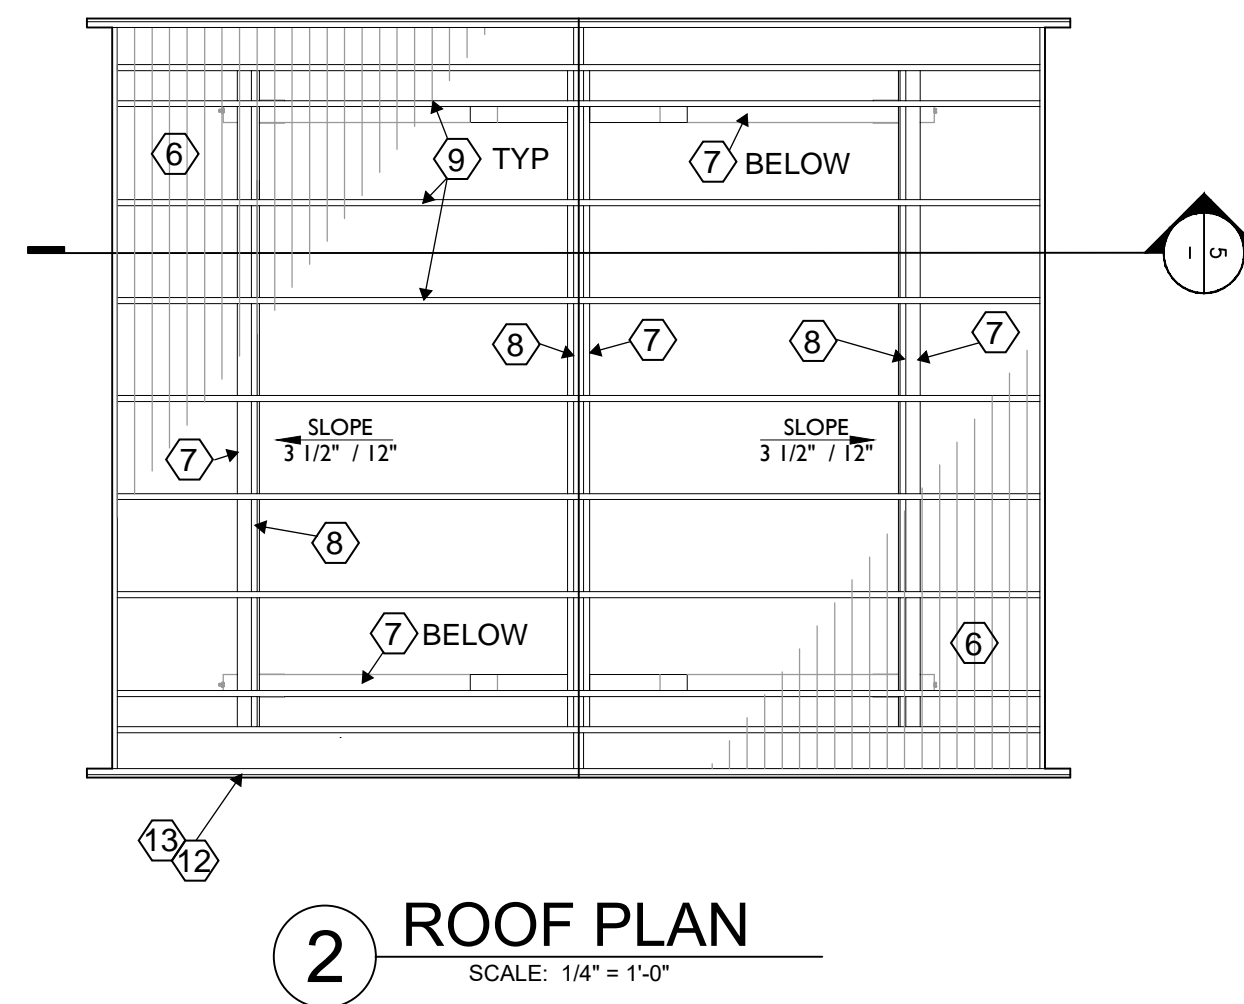 6
9 TYP
7 BELOW
5
–
8
7
8
7
SLOPE
3 1/2" / 12"
SLOPE
3 1/2" / 12"
7
8
7 BELOW
6
13
12
2
ROOF PLAN
SCALE: 1/4" = 1'-0"